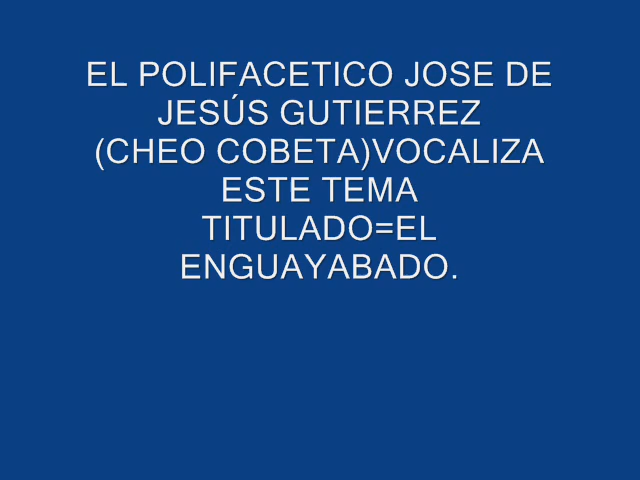 EL POLIFACETICO JOSE DE
JESÚS GUTIERREZ
(CHEO COBETA)VOCALIZA
ESTE TEMA
TITULADO=EL
ENGUAYABADO.